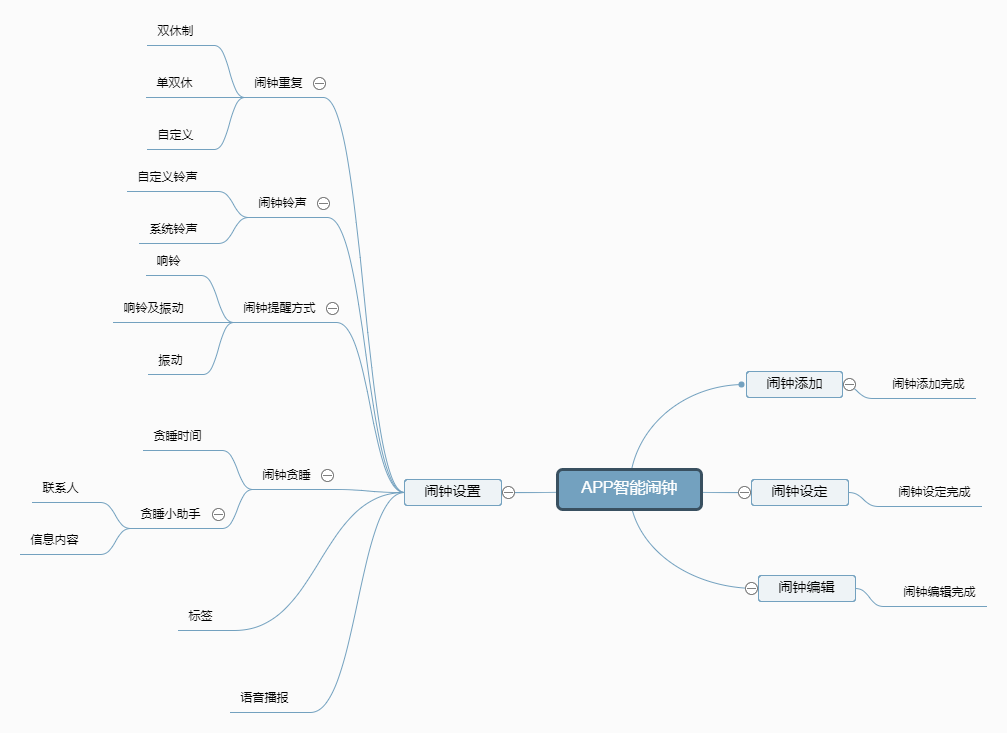 双休制
单双休
闹钟重复
自定义
自定义铃声
闹钟铃声
系统铃声
响铃
响铃及振动
闹钟提醒方式
振动
贪睡时间
闹钟贪睡
联系人
贪睡小助手
信息内容
标签
语音播报
闹钟设置
APP智能闹钟
闹钟添加
闹钟添加完成
闹钟设定
闹钟设定完成
闹钟编辑
闹钟编辑完成